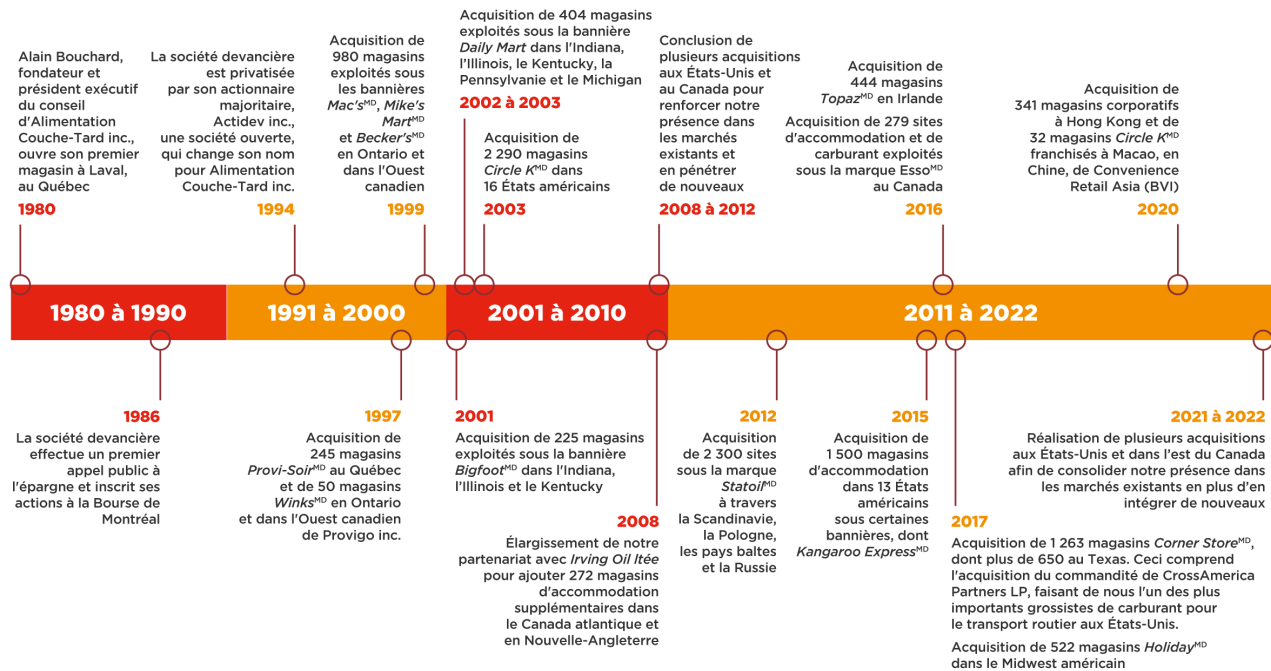 Alain Bouchard,
fondateur et
président exécutif
du conseil
d'Alimentation
Couche-Tard inc.,
ouvre son premier
magasin à Laval,
au Québec
1980
La société devancière
est privatisée
par son actionnaire
majoritaire,
Actidev inc.,
une société ouverte,
qui change son nom
pour Alimentation
Couche-Tard inc.
1994
Acquisition de
980 magasins
exploités sous
les bannières
Mac'sMD, Mike's
MartMD
et Becker'sMD
en Ontario et
dans l'Ouest
canadien
1999
Acquisition de 404 magasins
exploités sous la bannière
Daily Mart dans l'Indiana,
l'Illinois, le Kentucky, la
Pennsylvanie et le Michigan
2002 à 2003
Acquisition de
2 290 magasins
Circle KMD dans
16 États américains
2003
Conclusion de
plusieurs acquisitions
aux États-Unis et
au Canada pour
renforcer notre
présence dans
les marchés
existants et
en pénétrer
de nouveaux
2008 à 2012
Acquisition de
444 magasins
TopazMD en Irlande
Acquisition de 279 sites
d'accommodation et de
carburant exploités
sous la marque EssoMD
au Canada
2016
Acquisition de
341 magasins corporatifs
à Hong Kong et de
32 magasins Circle KMD
franchisés à Macao, en
Chine, de Convenience
Retail Asia (BVI)
2020
1980 à 1990
1991 à 2000
2001 à 2010
2011 à 2022
1986
La société devancière
effectue un premier
appel public à
l'épargne et inscrit ses
actions à la Bourse de
Montréal
1997
Acquisition de
245 magasins
Provi-SoirMD au Québec
et de 50 magasins
WinksMD en Ontario
et dans l'Ouest canadien
de Provigo inc.
2001
Acquisition de 225 magasins
exploités sous la bannière
BigfootMD dans l'Indiana,
l'Illinois et le Kentucky
2008
Élargissement de notre
partenariat avec Irving Oil ltée
pour ajouter 272 magasins
d'accommodation
supplémentaires dans
le Canada atlantique et
en Nouvelle-Angleterre
2012
Acquisition
de 2 300 sites
sous la marque
StatoilMD
à travers
la Scandinavie,
la Pologne,
les pays baltes
et la Russie
2015
Acquisition de
1 500 magasins
d'accommodation
dans 13 États
américains
sous certaines
bannières, dont
Kangaroo ExpressMD
2017
Acquisition de 1 263 magasins Corner StoreMD,
dont plus de 650 au Texas. Ceci comprend
l'acquisition du commandité de CrossAmerica
Partners LP, faisant de nous l'un des plus
importants grossistes de carburant pour
le transport routier aux États-Unis.
Acquisition de 522 magasins HolidayMD
dans le Midwest américain
2021 à 2022
Réalisation de plusieurs acquisitions
aux États-Unis et dans l'est du Canada
afin de consolider notre présence dans
les marchés existants en plus d'en
intégrer de nouveaux